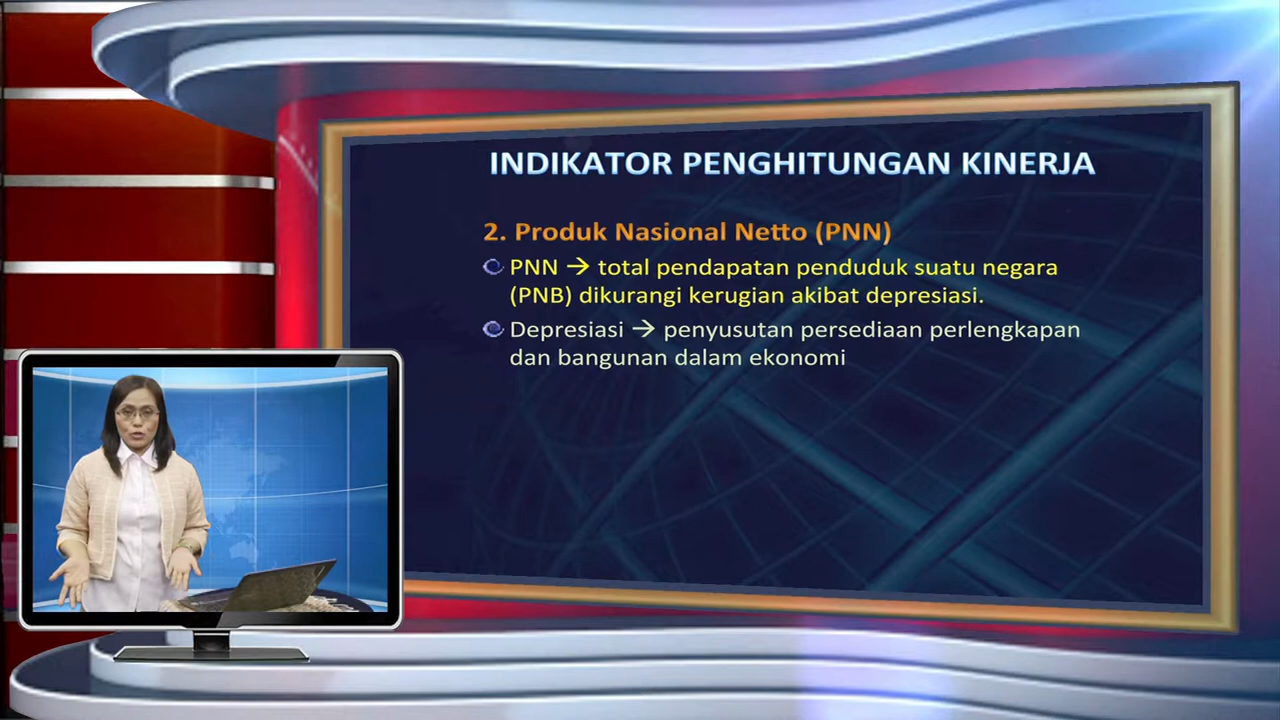 INDIKATOR PENGHITUNGAN KINERJA
2. Produk Nasional Netto (PNN)
PNN → total pendapatan penduduk suatu negara
(PNB) dikurangi kerugian akibat depresiasi.
Depresiasi → penyusutan persediaan perlengkapan
dan bangunan dalam ekonomi